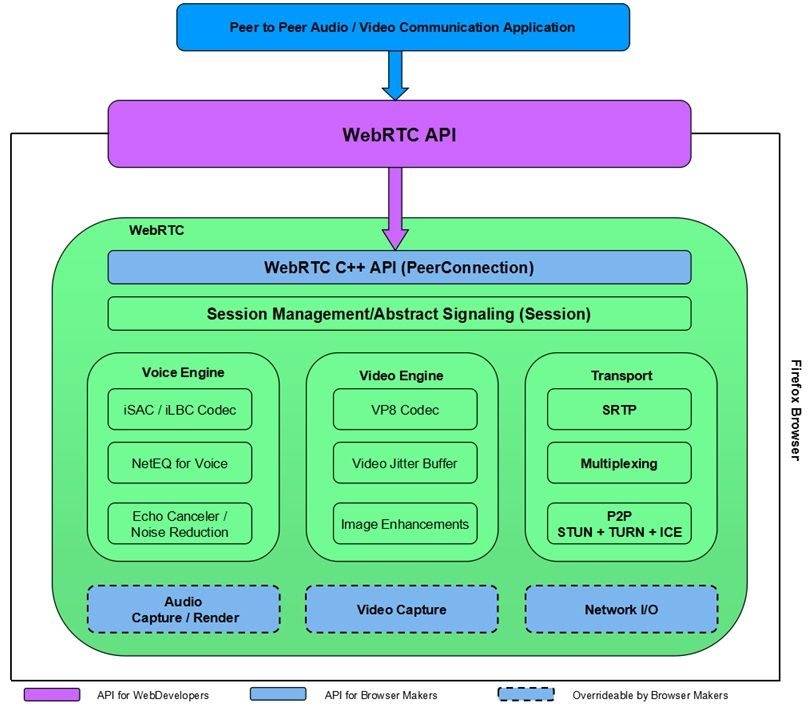 Peer to Peer Audio / Video Communication Application
WebRTC API
WebRTC
WebRTC C++ API (PeerConnection)
Session Management/Abstract Signaling (Session)
Voice Engine
iSAC / iLBC Codec
NetEQ for Voice
Echo Canceler /
Noise Reduction
Video Engine
VP8 Codec
Video Jitter Buffer
Image Enhancements
Transport
SRTP
Multiplexing
P2P
STUN + TURN + ICE
Audio
Capture / Render
Video Capture
Network I/O
Firefox Browser
API for WebDevelopers
API for Browser Makers
Overrideable by Browser Makers